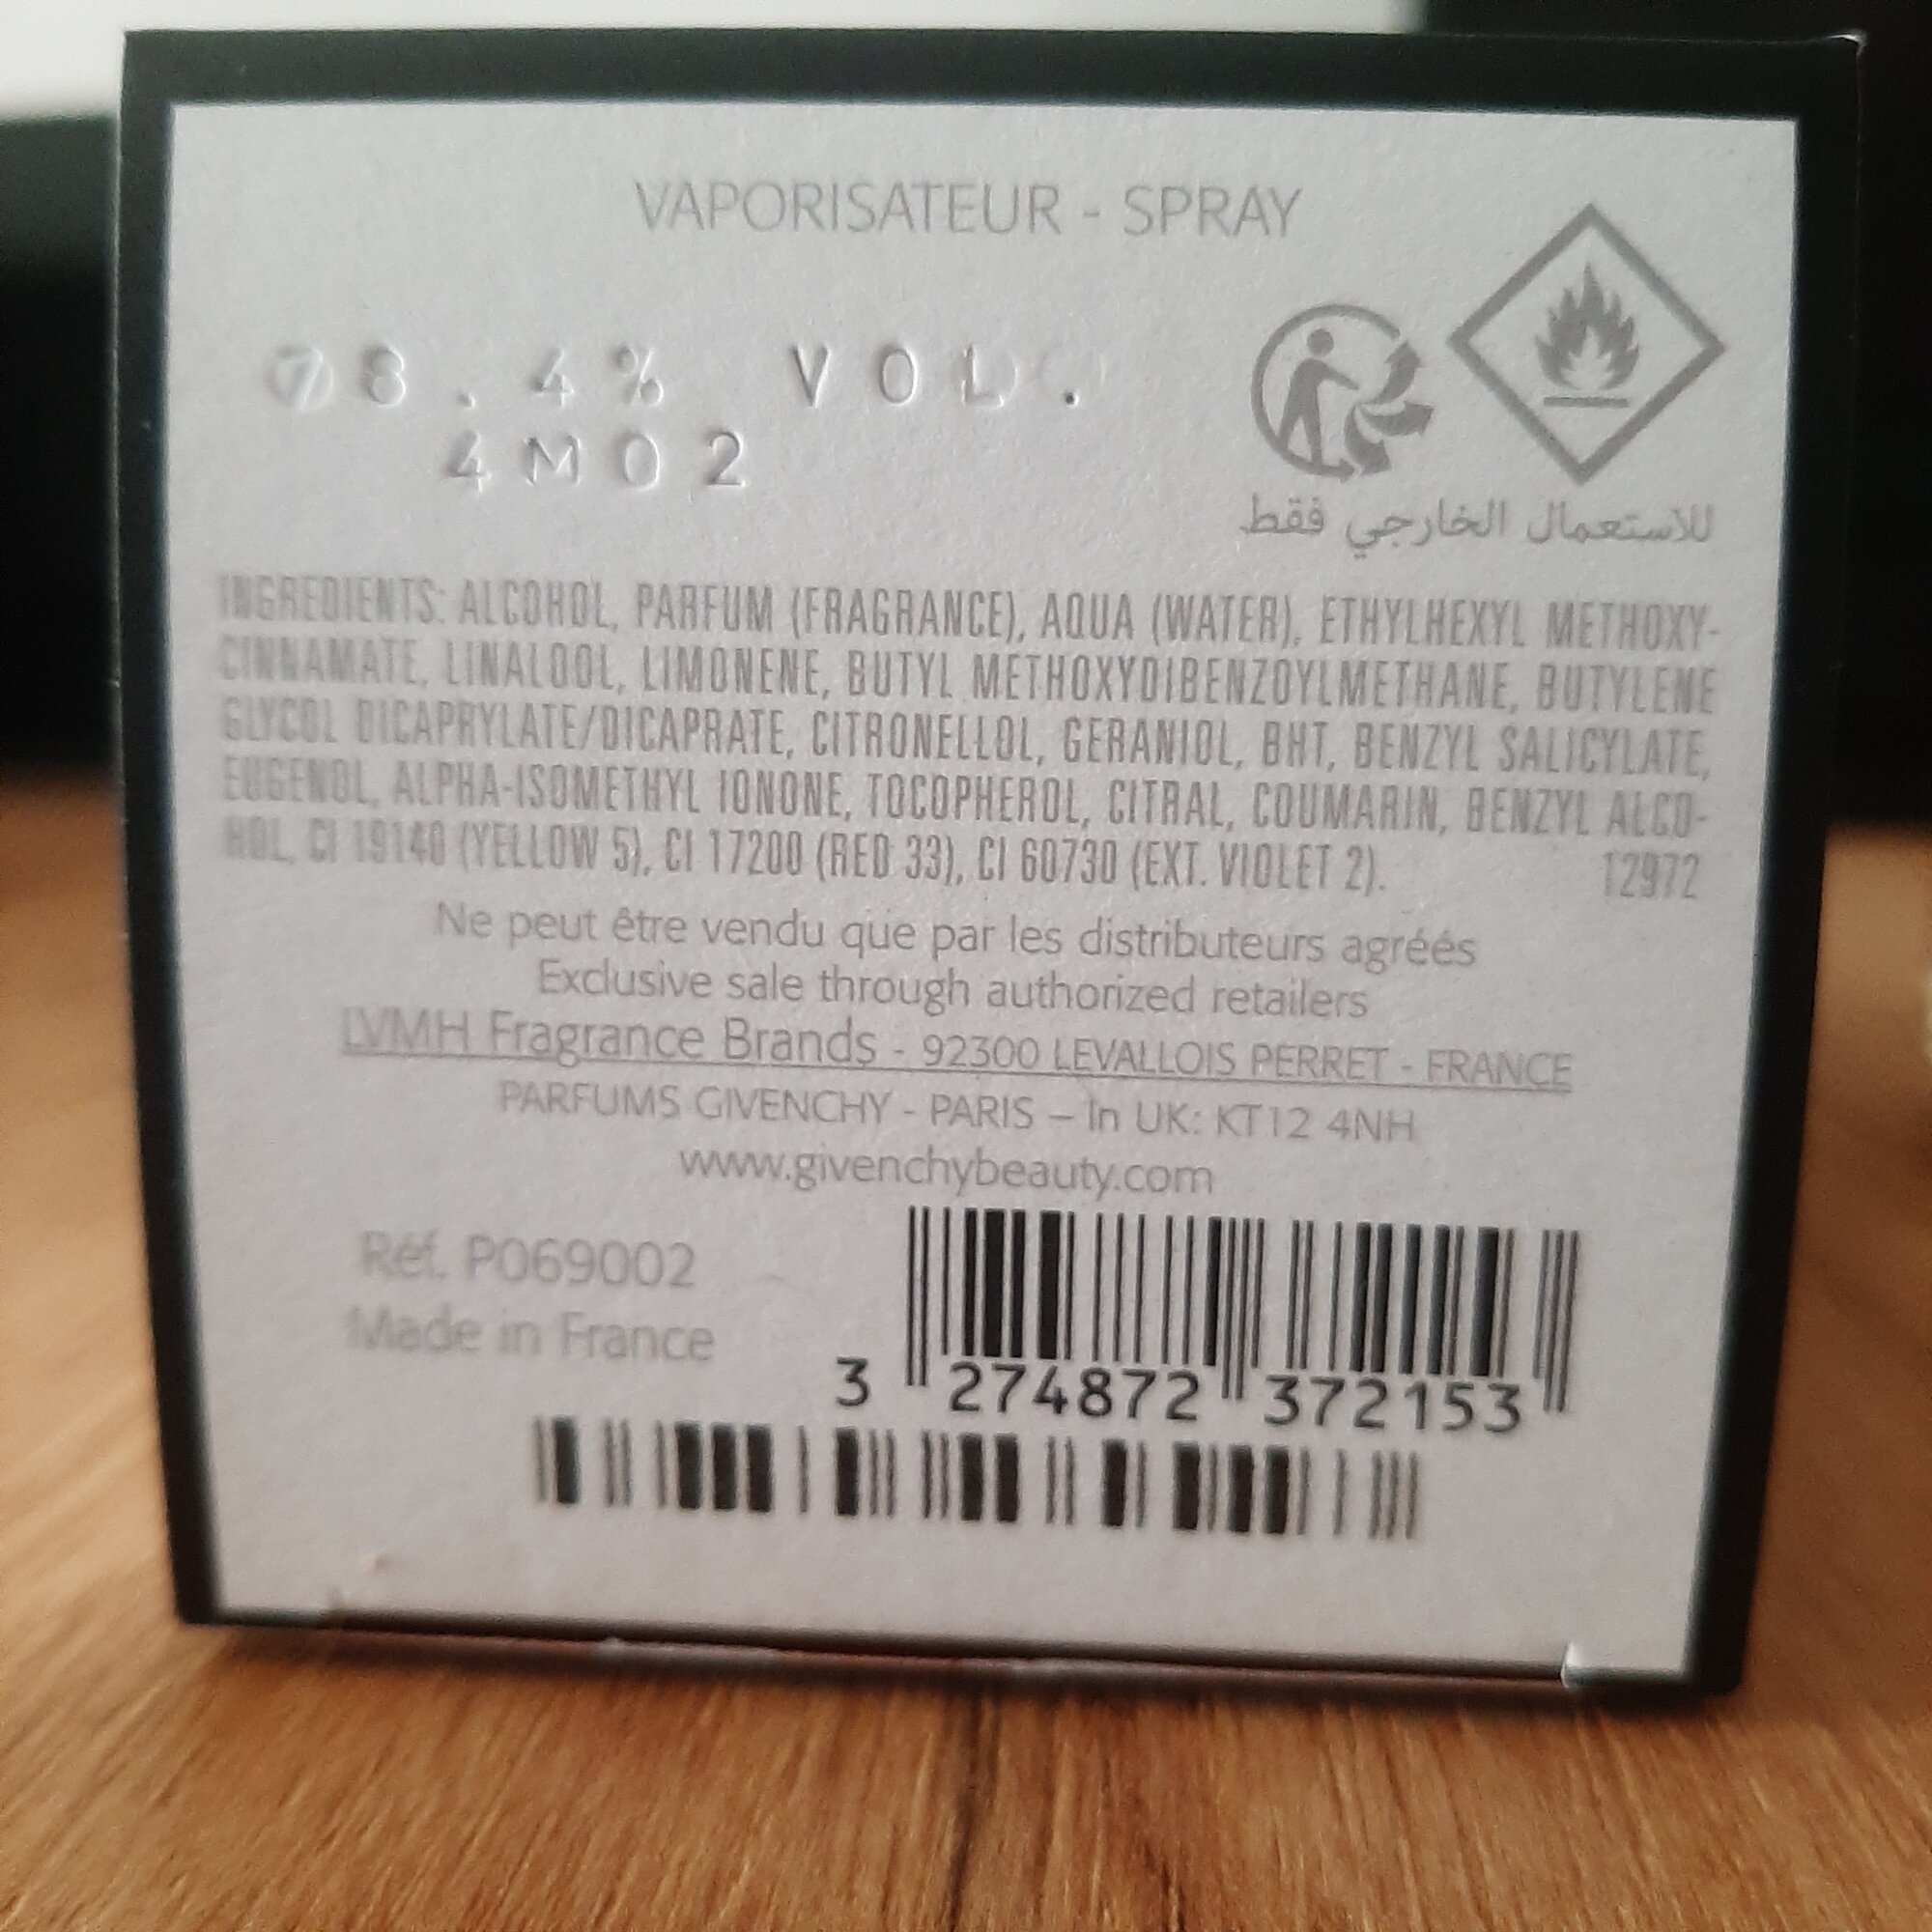 VAPORISATEUR - SPRAY
78.4% VOL.
4M02
للاستعمال الخارجي فقط
INGREDIENTS: ALCOHOL, PARFUM (FRAGRANCE), AQUA (WATER), ETHYLHEXYL METHOXY-
CINNAMATE, LINALOOL, LIMONENE, BUTYL METHOXYDIBENZOYLMETHANE, BUTYLENE
GLYCOL DICAPRYLATE/DICAPRATE, CITRONELLOL, GERANIOL, BHT, BENZYL SALICYLATE,
EUGENOL, ALPHA-ISOMETHYL IONONE, TOCOPHEROL, CITRAL, COUMARIN, BENZYL ALCO-
HOL, CI 19140 (YELLOW 5), CI 17200 (RED 33), CI 60730 (EXT. VIOLET 2). 12972
Ne peut être vendu que par les distributeurs agréés
Exclusive sale through authorized retailers
LVMH Fragrance Brands - 92300 LEVALLOIS PERRET - FRANCE
PARFUMS GIVENCHY - PARIS – In UK: KT12 4NH
www.givenchybeauty.com
Réf. P069002
Made in France
3 274872 372153